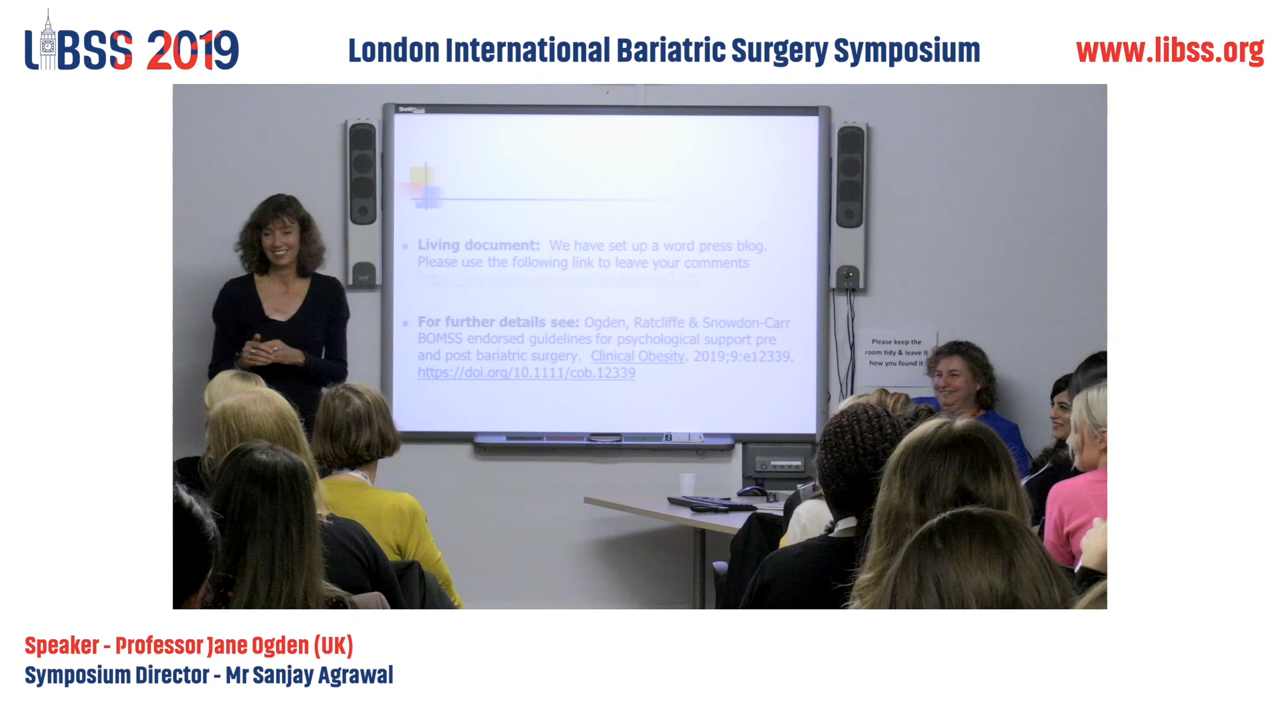 LIBSS 2019
London International Bariatric Surgery Symposium
www.libss.org
Living document: We have set up a word press blog.
Please use the following link to leave your comments
For further details see: Ogden, Ratcliffe & Snowdon-Carr
BOMSS endorsed guidelines for psychological support pre
and post bariatric surgery. Clinical Obesity. 2019;9:e12339.
https://doi.org/10.1111/cob.12339
Please keep the
room tidy & leave it
how you found it
Speaker - Professor Jane Ogden (UK)
Symposium Director - Mr Sanjay Agrawal